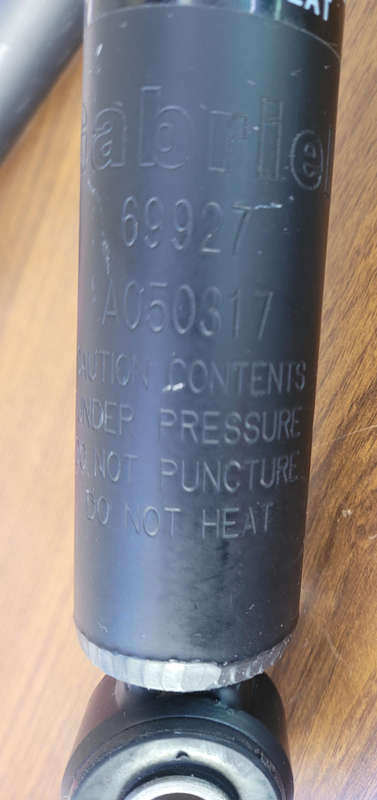 Gabriel
69927
A050317
CAUTION CONTENTS
UNDER PRESSURE
DO NOT PUNCTURE
DO NOT HEAT